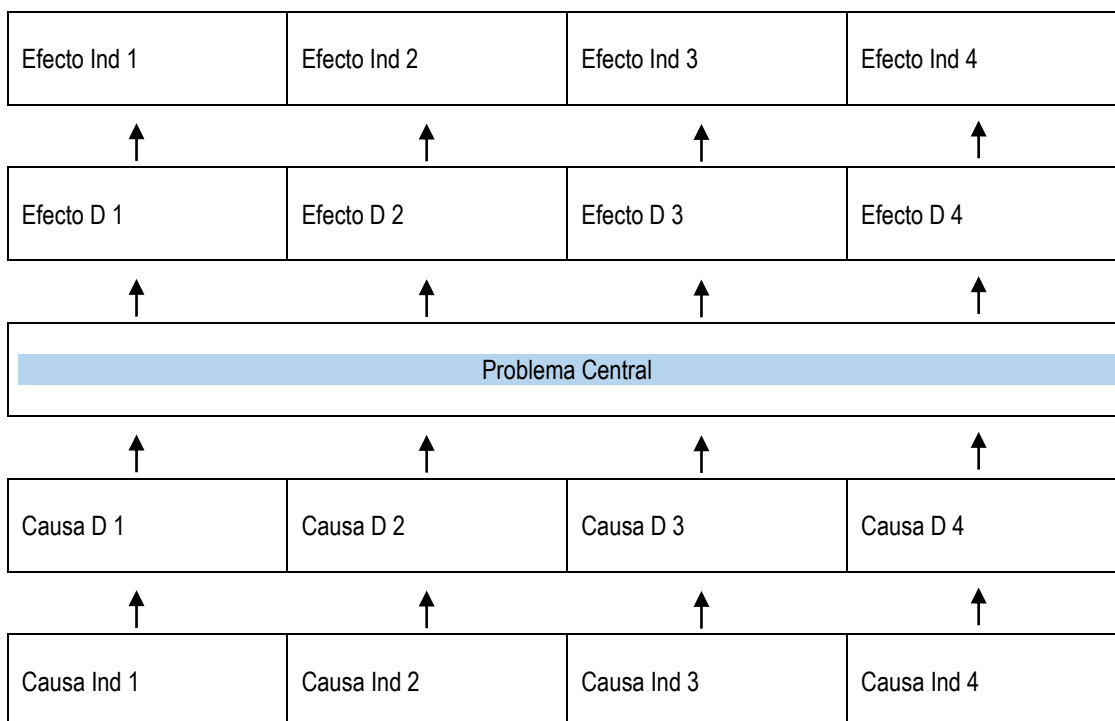 Efecto Ind 1 Efecto Ind 2 Efecto Ind 3 Efecto Ind 4
Efecto D 1 Efecto D 2 Efecto D 3 Efecto D 4
Problema Central
Causa D 1 Causa D 2 Causa D 3 Causa D 4
Causa Ind 1 Causa Ind 2 Causa Ind 3 Causa Ind 4